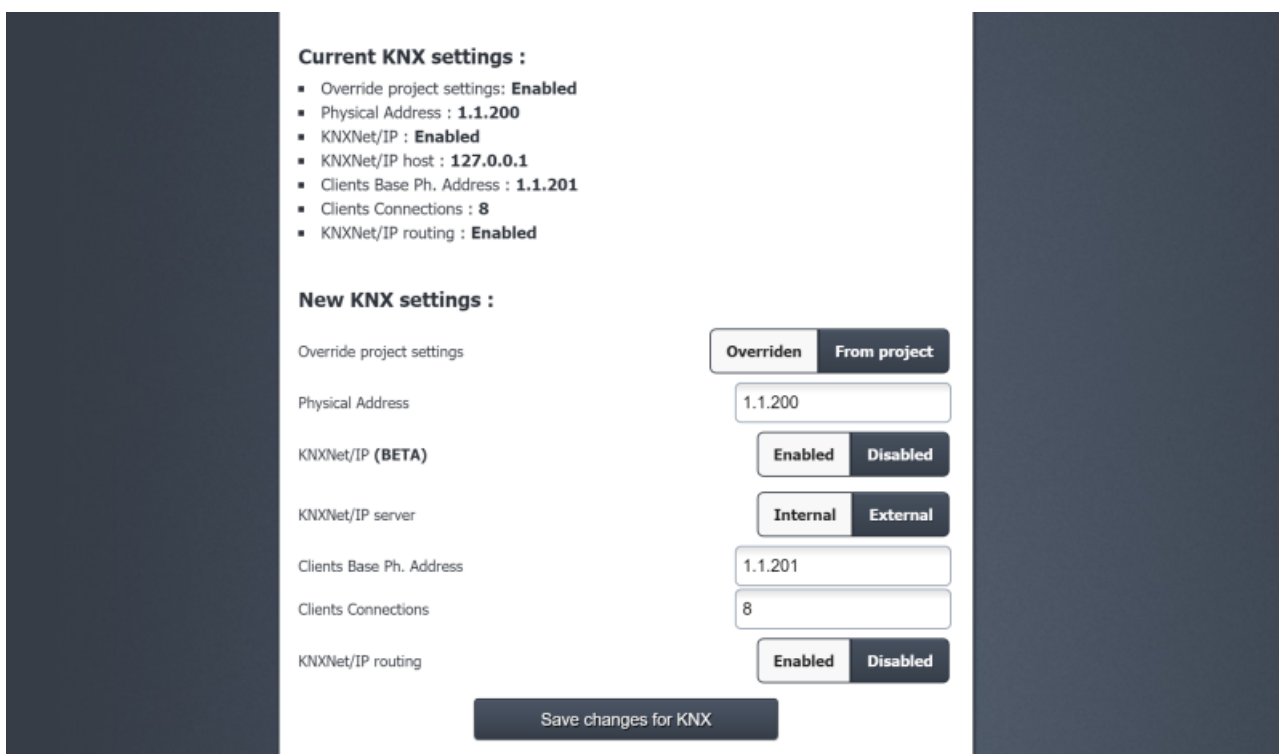 Current KNX settings :
Override project settings: Enabled
Physical Address : 1.1.200
KNXNet/IP : Enabled
KNXNet/IP host : 127.0.0.1
Clients Base Ph. Address : 1.1.201
Clients Connections : 8
KNXNet/IP routing : Enabled
New KNX settings :
Override project settings Overriden From project
Physical Address 1.1.200
KNXNet/IP (BETA) Enabled Disabled
KNXNet/IP server Internal External
Clients Base Ph. Address 1.1.201
Clients Connections 8
KNXNet/IP routing Enabled Disabled
Save changes for KNX